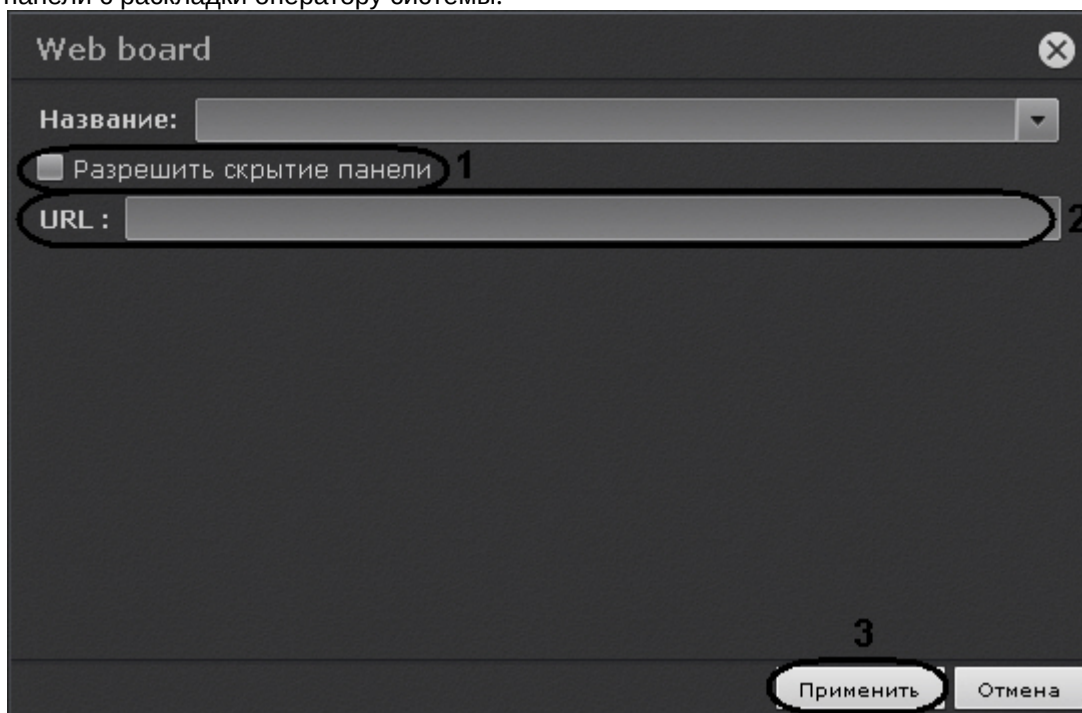 панели с раскладки оператору системы.
Web board
Название:
Разрешить скрытие панели 1
URL : 2
3
Применить Отмена